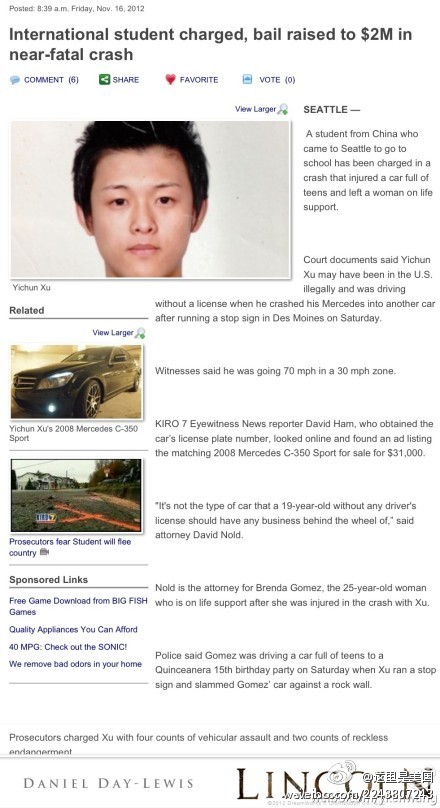 Posted: 8:39 a.m. Friday, Nov. 16, 2012
International student charged, bail raised to $2M in
near-fatal crash
COMMENT (6)
SHARE
FAVORITE
VOTE (0)
View Larger
Yichun Xu
SEATTLE —
A student from China who
came to Seattle to go to
school has been charged in a
crash that injured a car full of
teens and left a woman on life
support.
Court documents said Yichun
Xu may have been in the U.S.
illegally and was driving
without a license when he crashed his Mercedes into another car
after running a stop sign in Des Moines on Saturday.
Witnesses said he was going 70 mph in a 30 mph zone.
KIRO 7 Eyewitness News reporter David Ham, who obtained the
car's license plate number, looked online and found an ad listing
the matching 2008 Mercedes C-350 Sport for sale for $31,000.
"It's not the type of car that a 19-year-old without any driver's
license should have any business behind the wheel of," said
attorney David Nold.
Nold is the attorney for Brenda Gomez, the 25-year-old woman
who is on life support after she was injured in the crash with Xu.
Police said Gomez was driving a car full of teens to a
Quinceanera 15th birthday party on Saturday when Xu ran a stop
sign and slammed Gomez' car against a rock wall.
Related
View Larger
Yichun Xu's 2008 Mercedes C-350
Sport
Prosecutors fear Student will flee
country
Sponsored Links
Free Game Download from BIG FISH
Games
Quality Appliances You Can Afford
40 MPG: Check out the SONIC!
We remove bad odors in your home
Prosecutors charged Xu with four counts of vehicular assault and two counts of reckless
endangerment
DANIEL DAY-LEWIS
LINCOLN
@这里是美国